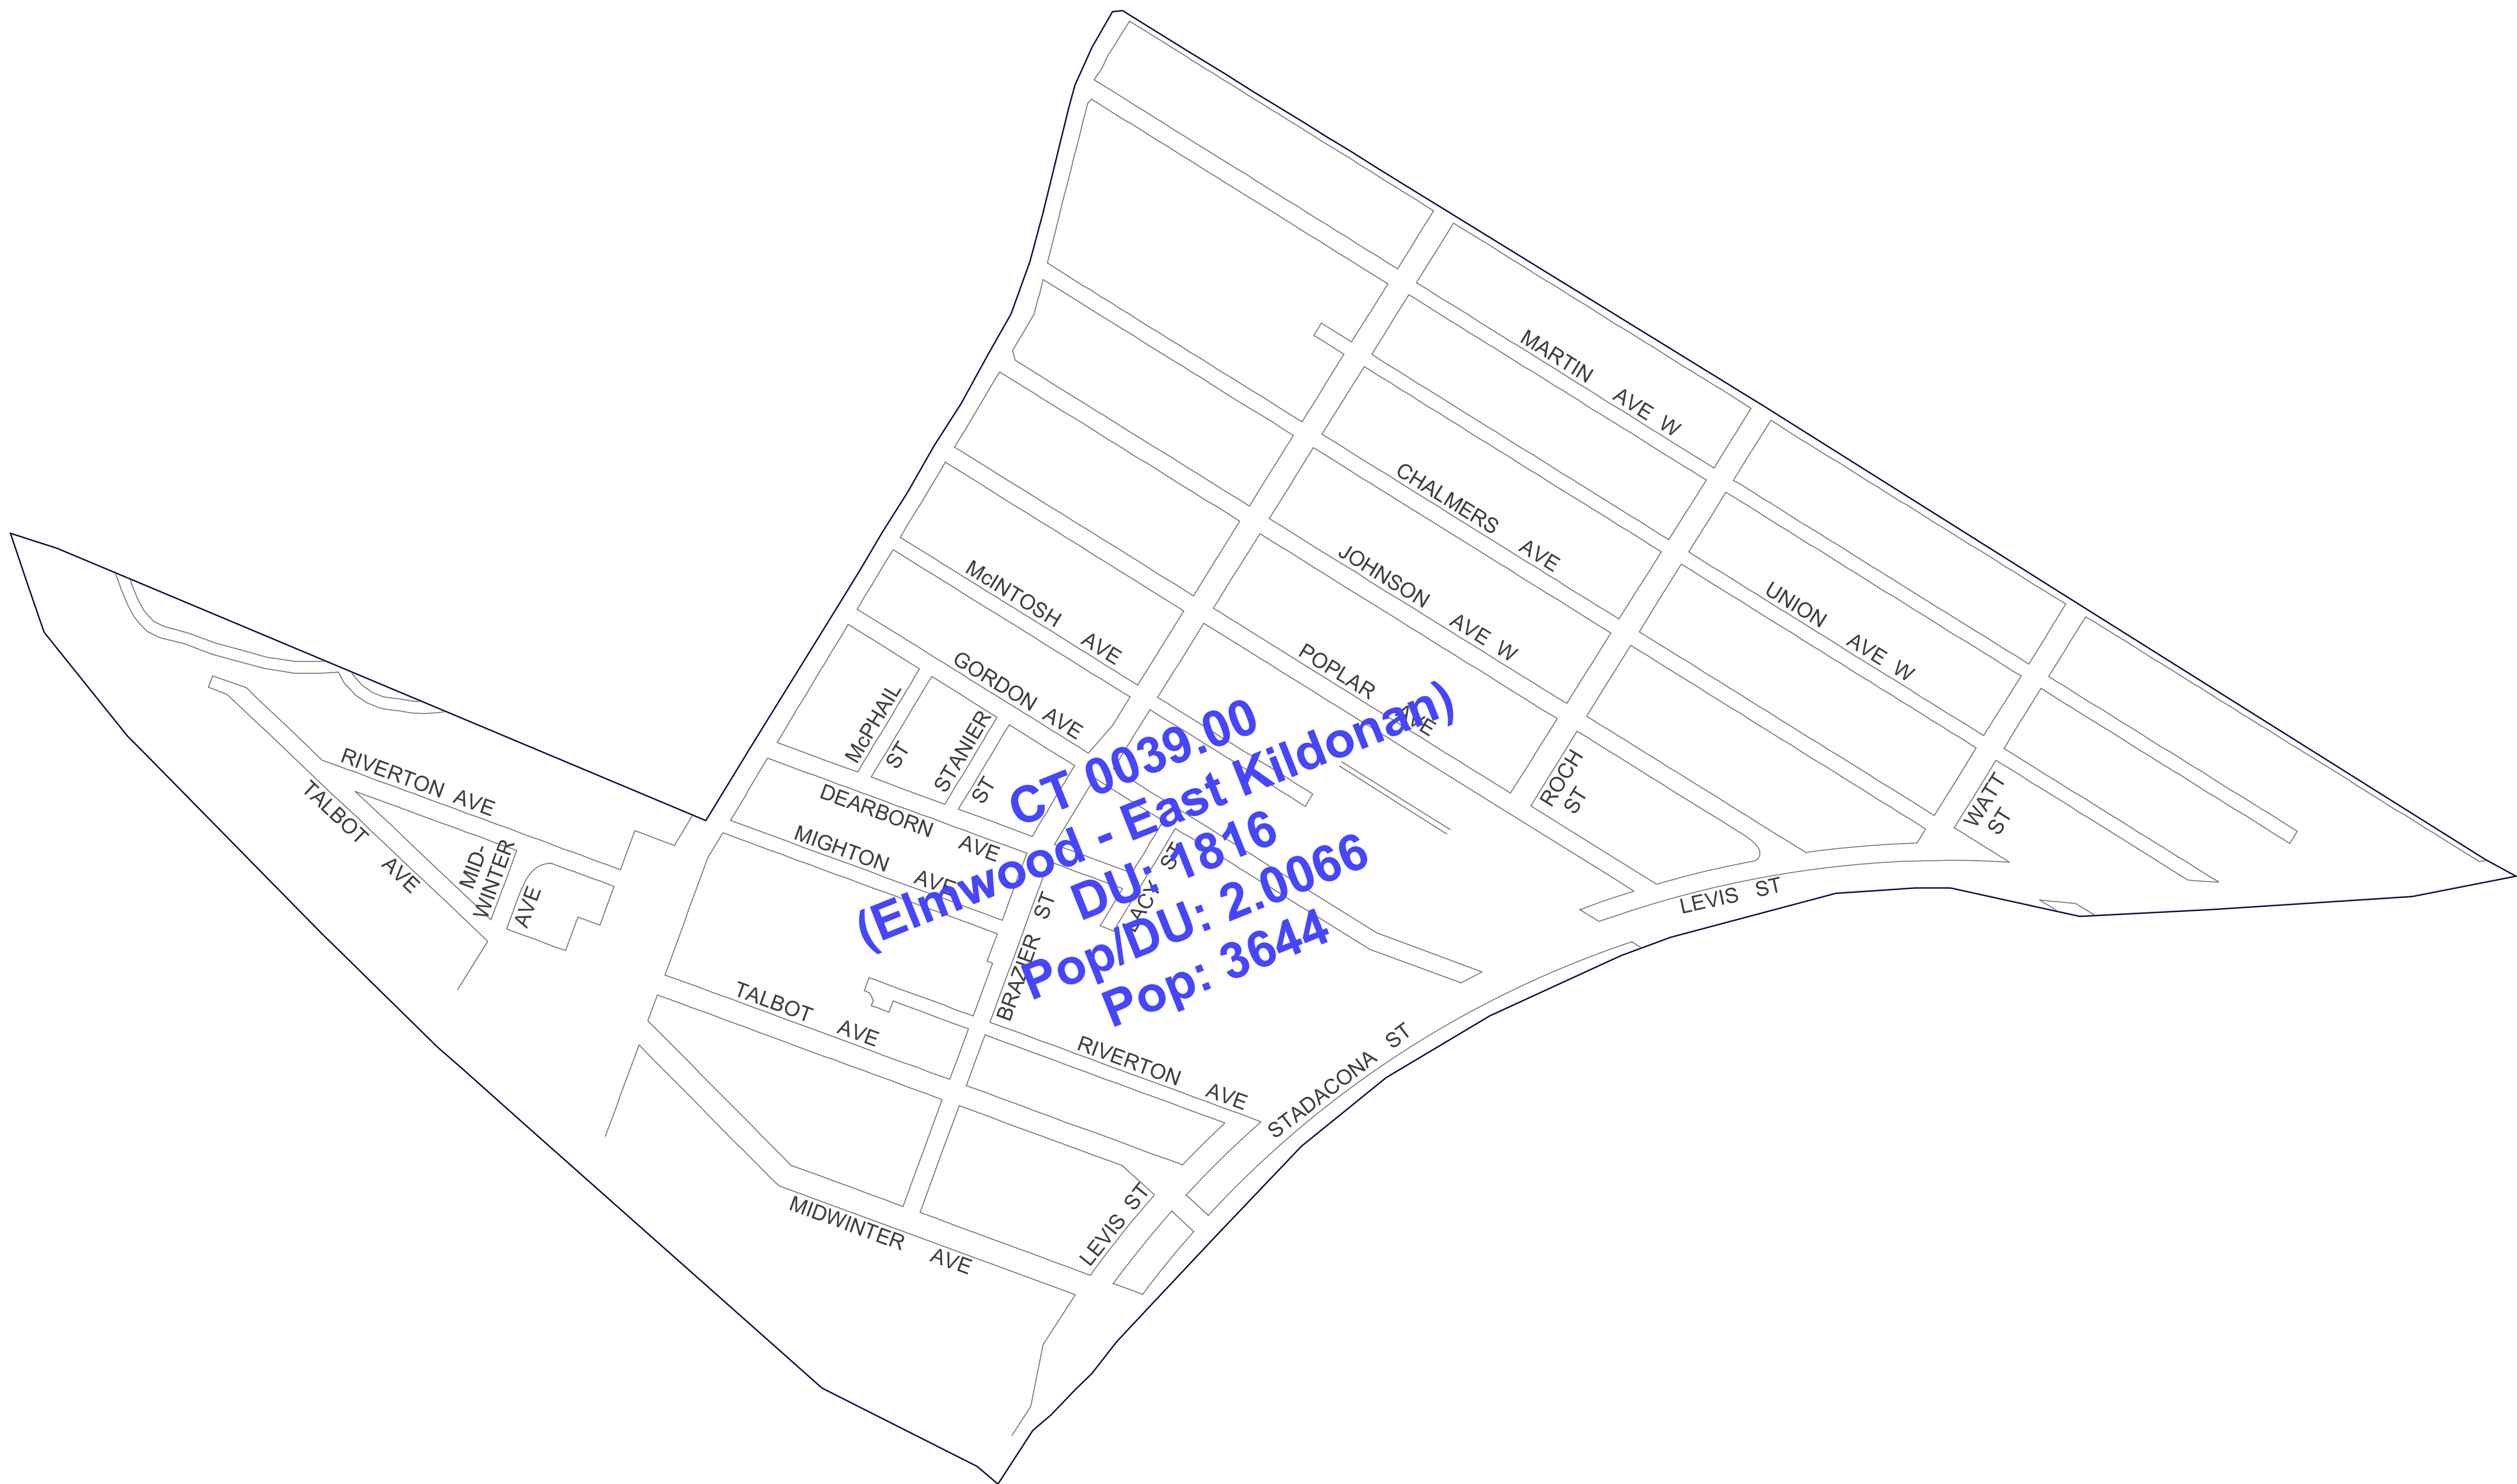 MARTIN AVE W
CHALMERS AVE
JOHNSON AVE W
UNION AVE W
McINTOSH AVE
POPLAR AVE
GORDON AVE
McPHAIL ST
STANIER ST
ROCH ST
WATT ST
RIVERTON AVE
TALBOT AVE
MID-
WINTER
AVE
DEARBORN AVE
MIGHTON AVE
CT 0039.00
(Elmwood - East Kildonan)
DU: 1816
Pop/DU: 2.0066
Pop: 3644
LACY ST
BRAZIER ST
LEVIS ST
TALBOT AVE
RIVERTON AVE
STADACONA ST
LEVIS ST
MIDWINTER AVE